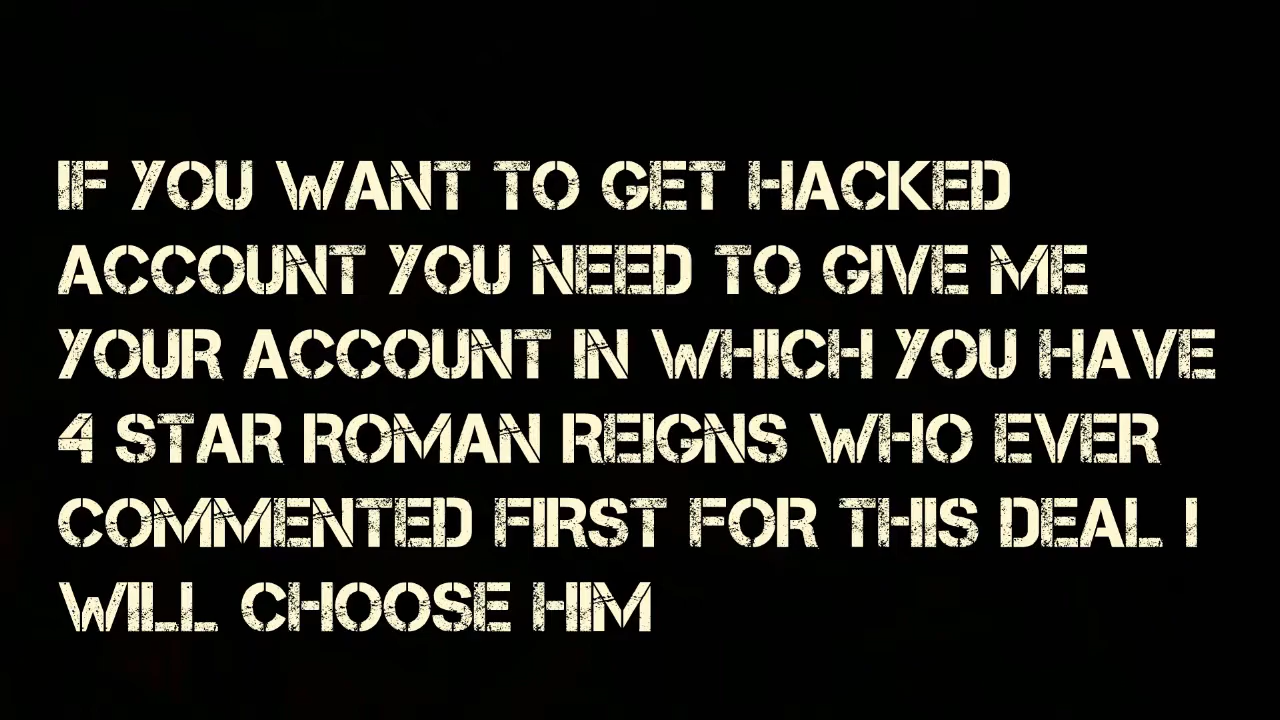 IF YOU WANT TO GET HACKED
ACCOUNT YOU NEED TO GIVE ME
YOUR ACCOUNT IN WHICH YOU HAVE
4 STAR ROMAN REIGNS WHO EVER
COMMENTED FIRST FOR THIS DEAL I
WILL CHOOSE HIM